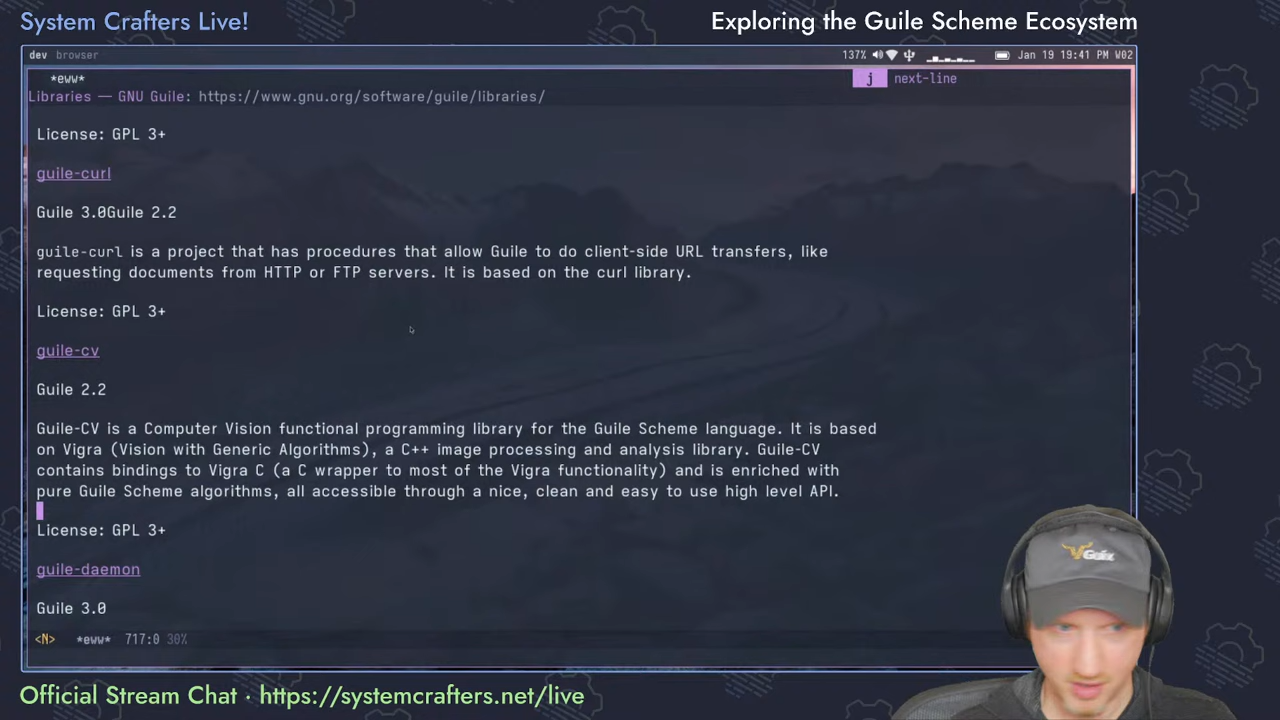 System Crafters Live!
Exploring the Guile Scheme Ecosystem
dev browser
137% Jan 19 19:41 PM W02
*eww*
j next-line
Libraries — GNU Guile: https://www.gnu.org/software/guile/libraries/
License: GPL 3+
guile-curl
Guile 3.0Guile 2.2
guile-curl is a project that has procedures that allow Guile to do client-side URL transfers, like
requesting documents from HTTP or FTP servers. It is based on the curl library.
License: GPL 3+
guile-cv
Guile 2.2
Guile-CV is a Computer Vision functional programming library for the Guile Scheme language. It is based
on Vigra (Vision with Generic Algorithms), a C++ image processing and analysis library. Guile-CV
contains bindings to Vigra C (a C wrapper to most of the Vigra functionality) and is enriched with
pure Guile Scheme algorithms, all accessible through a nice, clean and easy to use high level API.
License: GPL 3+
guile-daemon
Guile 3.0
Guix
<N> *eww* 717:0 30%
Official Stream Chat · https://systemcrafters.net/live